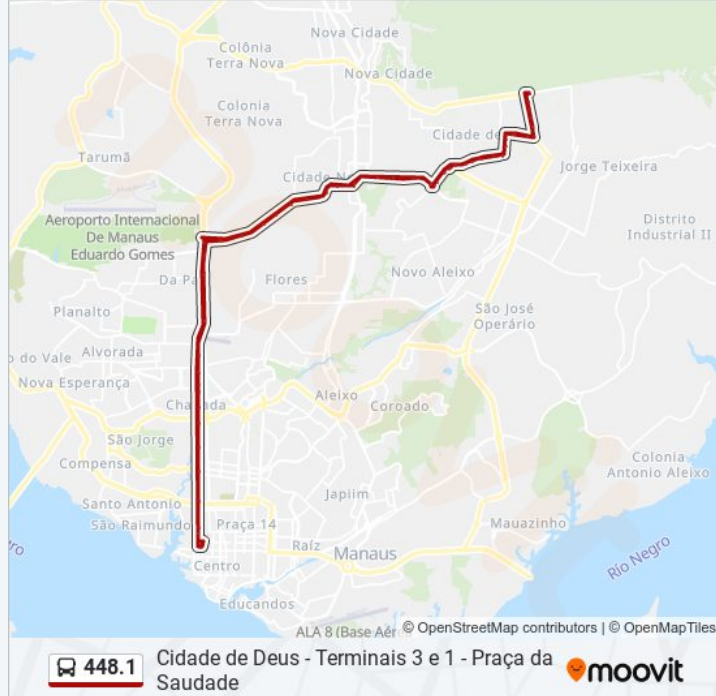 Nova Cidade
Colônia
Terra Nova
Nova Cidade
Colonia
Terra Nova
Cidade de
Tarumã
Jorge Teixeira
Cidade
Aeroporto Internacional
De Manaus
Eduardo Gomes
Distrito
Industrial II
Novo Aleixo
Flores
Planalto
São José
Operário
Alvorada
o do Vale
Nova Esperança
Aleixo
Coroado
São Jorge
Compensa
Colonia
Antonio Aleixo
Santo Antonio
Japiim
São Raimundo
Praça 14
Mauazinho
Raíz
Manaus
Rio Negro
Centro
Educandos
ALA 8 (Base Aér
© OpenStreetMap contributors | © OpenMapTiles
448.1
Cidade de Deus - Terminais 3 e 1 - Praça da
Saudade
moovit